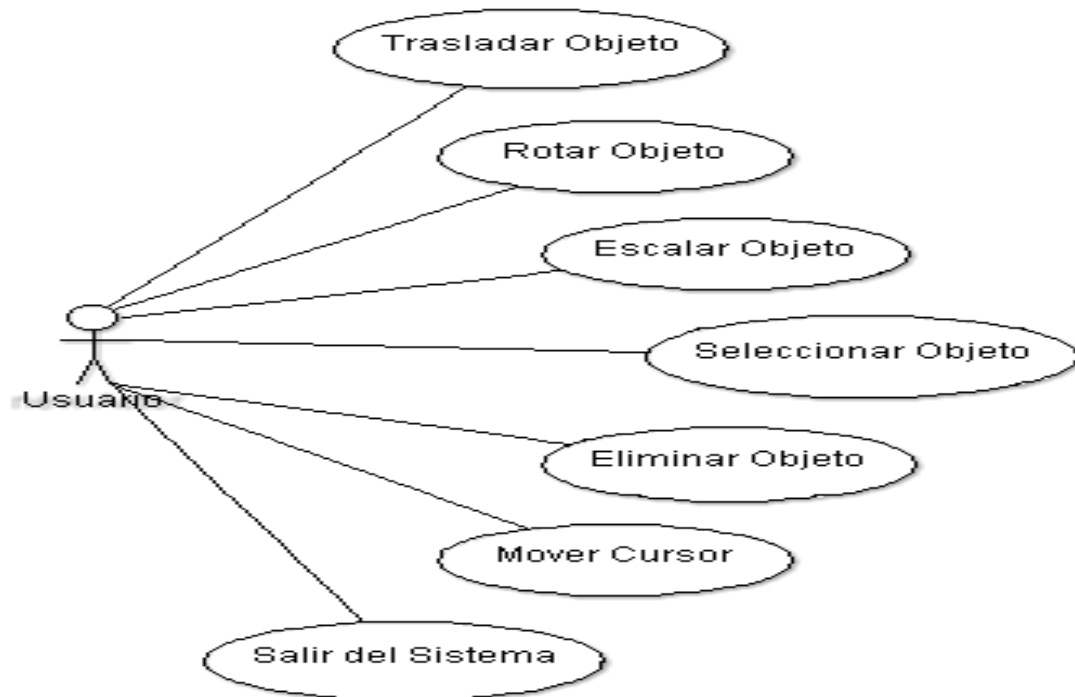 Trasladar Objeto
Rotar Objeto
Escalar Objeto
Seleccionar Objeto
Usuario
Eliminar Objeto
Mover Cursor
Salir del Sistema